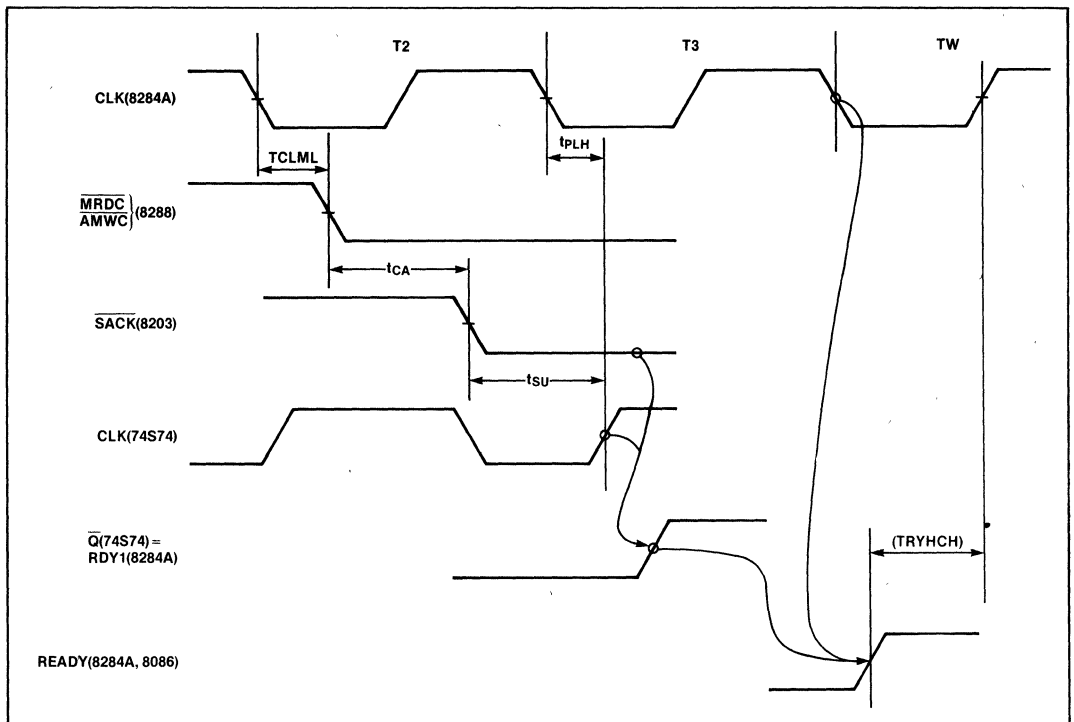 T2
T3
TW
CLK(8284A)
tPLH
TCLML
MRDC
AMWC } (8288)
tCA
SACK(8203)
tSU
CLK(74S74)
Q(74S74) =
RDY1(8284A)
(TRYHCH)
READY(8284A, 8086)